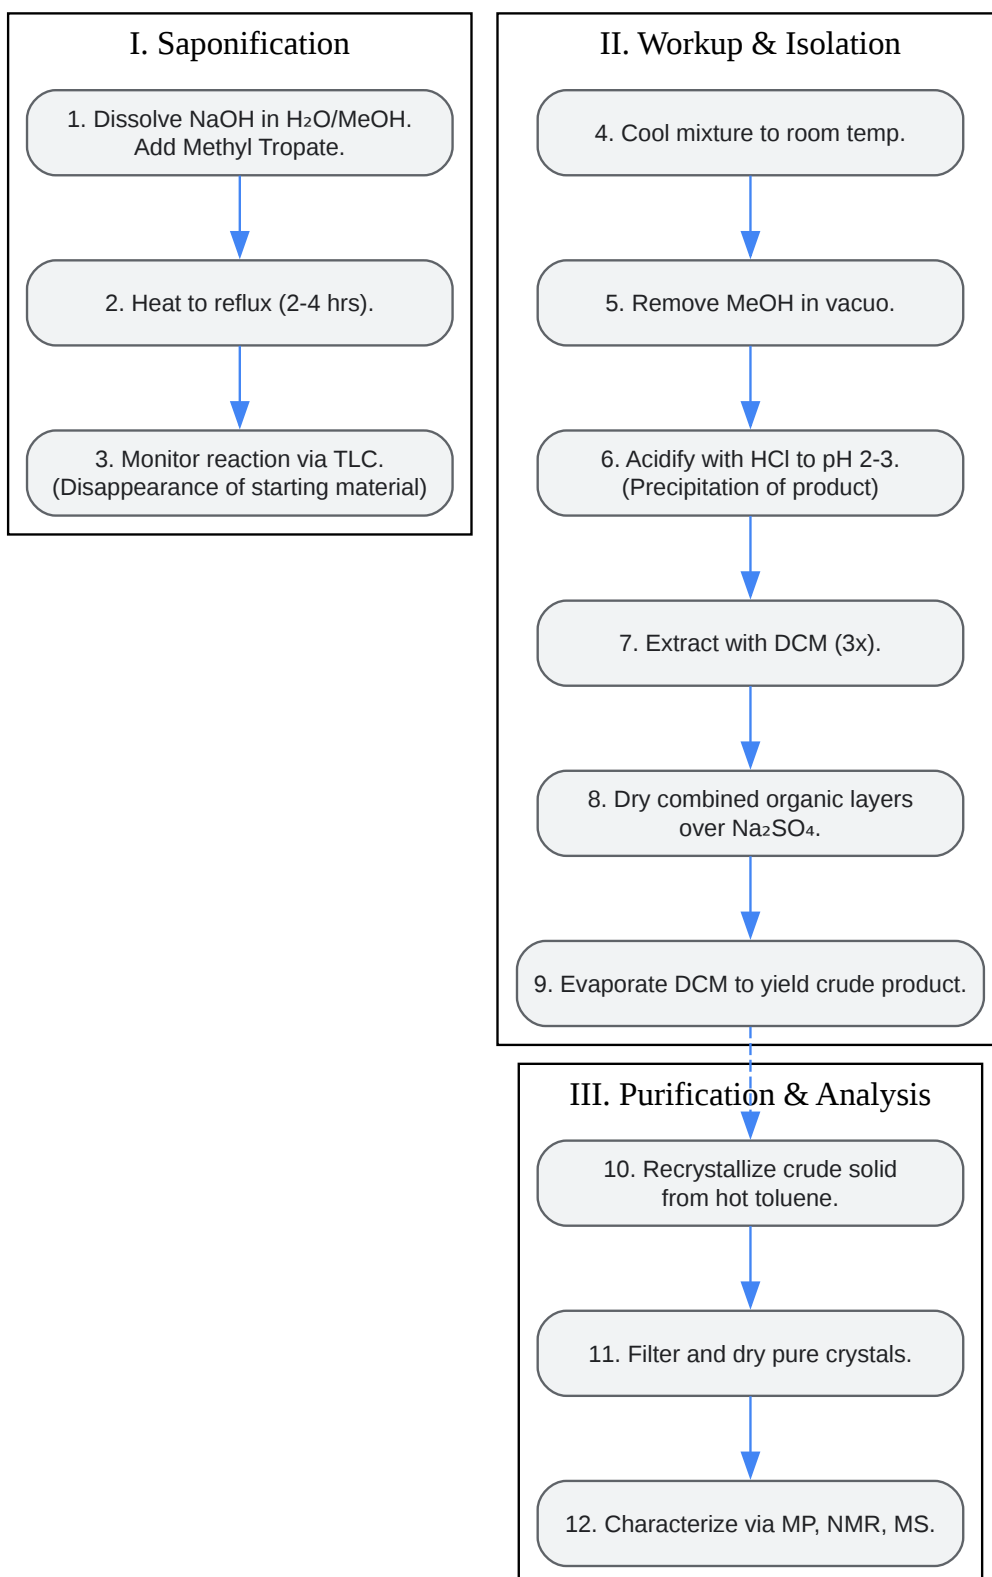 I. Saponification
1. Dissolve NaOH in H₂O/MeOH.
Add Methyl Tropate.
2. Heat to reflux (2-4 hrs).
3. Monitor reaction via TLC.
(Disappearance of starting material)
II. Workup & Isolation
4. Cool mixture to room temp.
5. Remove MeOH in vacuo.
6. Acidify with HCl to pH 2-3.
(Precipitation of product)
7. Extract with DCM (3x).
8. Dry combined organic layers
over Na₂SO₄.
9. Evaporate DCM to yield crude product.
III. Purification & Analysis
10. Recrystallize crude solid
from hot toluene.
11. Filter and dry pure crystals.
12. Characterize via MP, NMR, MS.